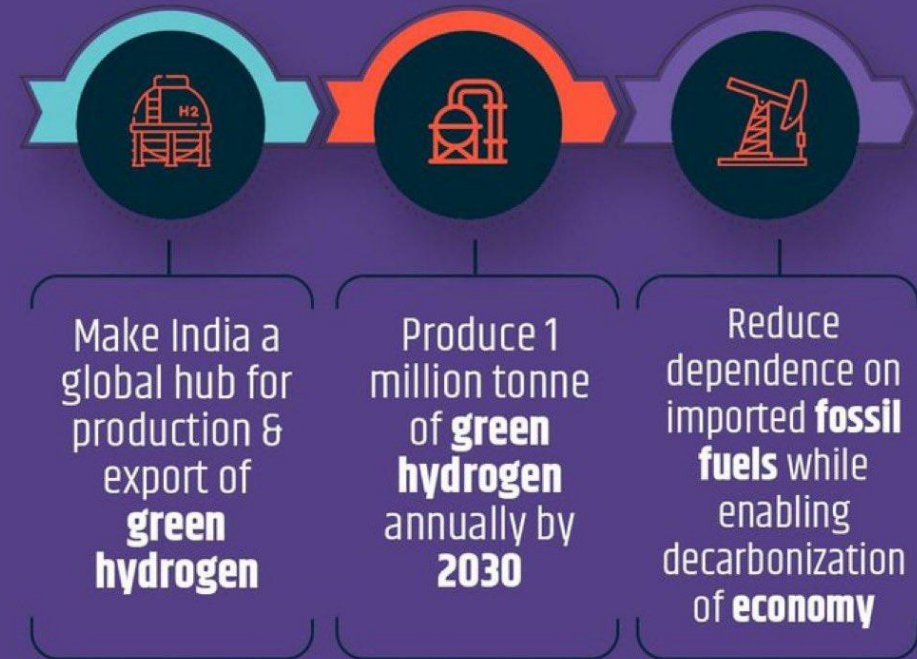 H2
Make India a
global hub for
production &
export of
green
hydrogen
Produce 1
million tonne
of green
hydrogen
annually by
2030
Reduce
dependence on
imported fossil
fuels while
enabling
decarbonization
of economy